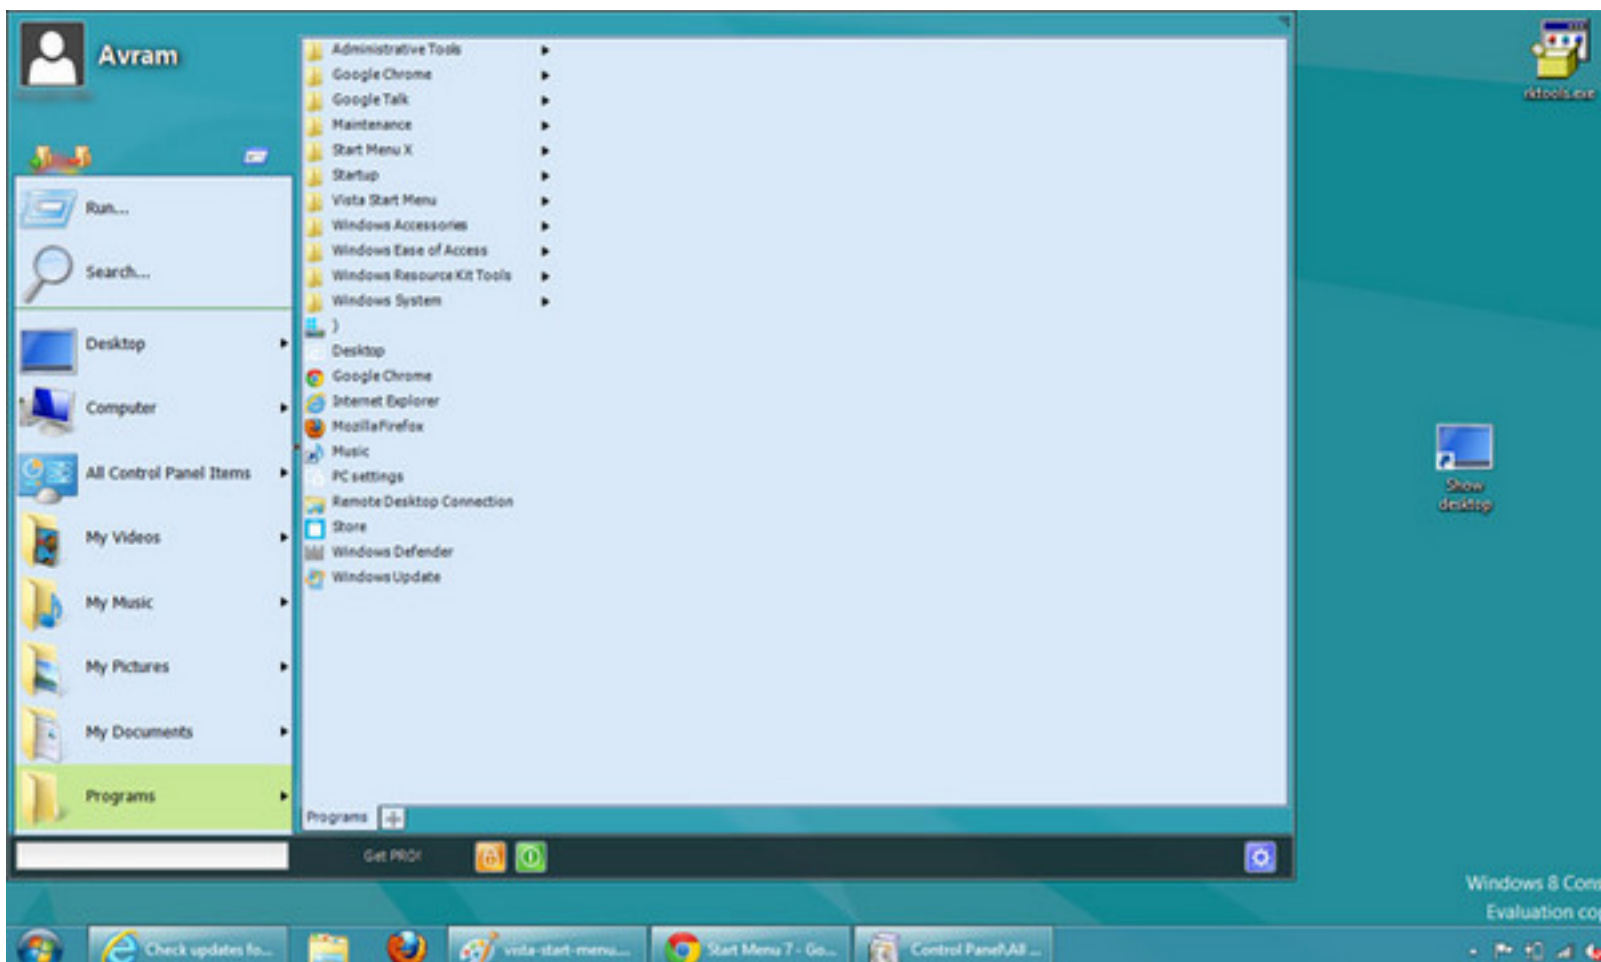 Avram
Run...
Search...
Desktop
Computer
All Control Panel Items
My Videos
My Music
My Pictures
My Documents
Programs
Administrative Tools
Google Chrome
Google Talk
Maintenance
Start Menu X
Startup
Vista Start Menu
Windows Accessories
Windows Ease of Access
Windows Resource Kit Tools
Windows System
)
Desktop
Google Chrome
Internet Explorer
Mozilla Firefox
Music
PC settings
Remote Desktop Connection
Store
Windows Defender
Windows Update
Programs
Get PRO!
rktools.exe
Show
desktop
Windows 8 Cons
Evaluation cop
Check updates fo...
vista-start-menu....
Start Menu 7 - Go...
Control Panel\All ...